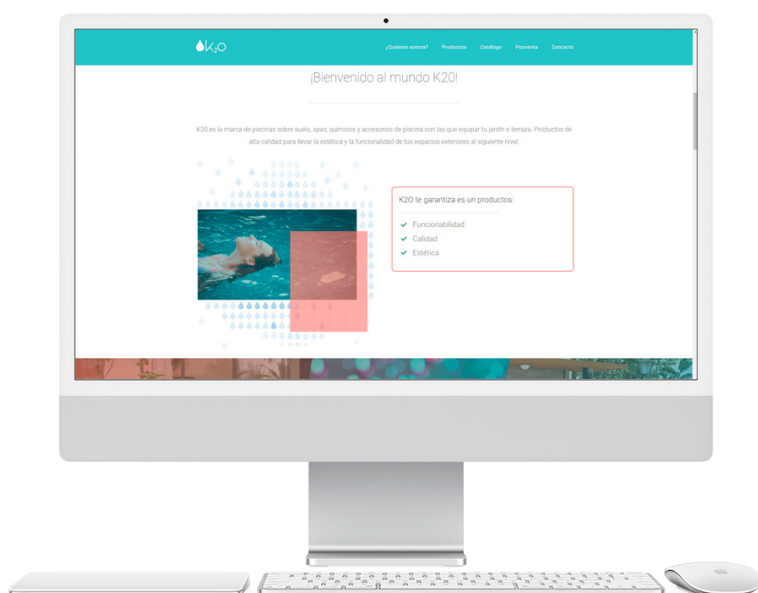 K2O
¿Quiénes somos? Productos Catálogo Posventa Contacto
¡Bienvenido al mundo K20!
K20 es la marca de piscinas sobre suelo, spas, químicos y accesorios de piscina con las que equipar tu jardín o terraza. Productos de
alta calidad para llevar la estética y la funcionalidad de tus espacios exteriores al siguiente nivel.
K20 te garantiza es un productos:
Funcionabilidad
Calidad
Estética